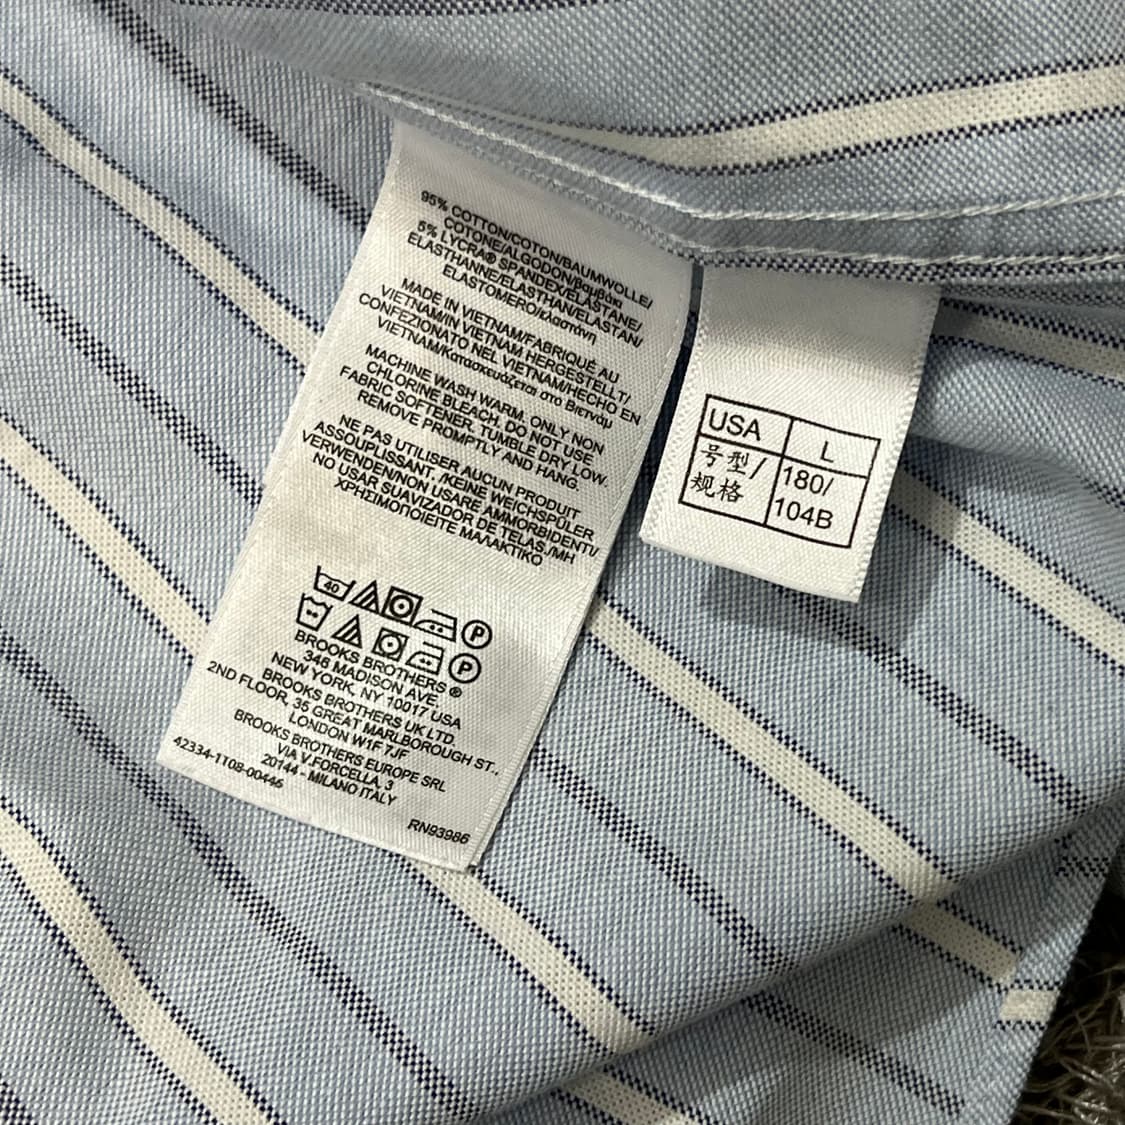 95% COTTON/COTON/BAUMWOLLE/
COTONE/ALGODON/βαμβάκι
5% LYCRA® SPANDEX/ELASTANE/
ELASTHANNE/ELASTHAN/ELASTAN/
ELASTOMERO/ελαστάνη
MADE IN VIETNAM/FABRIQUÉ AU
VIETNAM/IN VIETNAM HERGESTELLT/
CONFEZIONATO NEL VIETNAM/HECHO EN
VIETNAM/Κατασκευάζεται στο Βιετνάμ
MACHINE WASH WARM, ONLY NON
CHLORINE BLEACH, DO NOT USE
FABRIC SOFTENER. TUMBLE DRY LOW.
REMOVE PROMPTLY AND HANG.
NE PAS UTILISER AUCUN PRODUIT
ASSOUPLISSANT, /KEINE WEICHSPÜLER
VERWENDEN/NON USARE AMMORBIDENTI/
NO USAR SUAVIZADOR DE TELAS./MH
ΧΡΗΣΙΜΟΠΟΙΕΙΤΕ ΜΑΛΑΚΤΙΚΟ
40 P
P
BROOKS BROTHERS ®
346 MADISON AVE.
NEW YORK, NY 10017 USA
BROOKS BROTHERS UK LTD
2ND FLOOR, 35 GREAT MARLBOROUGH ST.,
LONDON W1F 7JF
BROOKS BROTHERS EUROPE SRL
VIA V.FORCELLA, 3
20144 - MILANO ITALY
42334-1T08-00446
RN93986
USA L
号型/ 180/
规格 104B